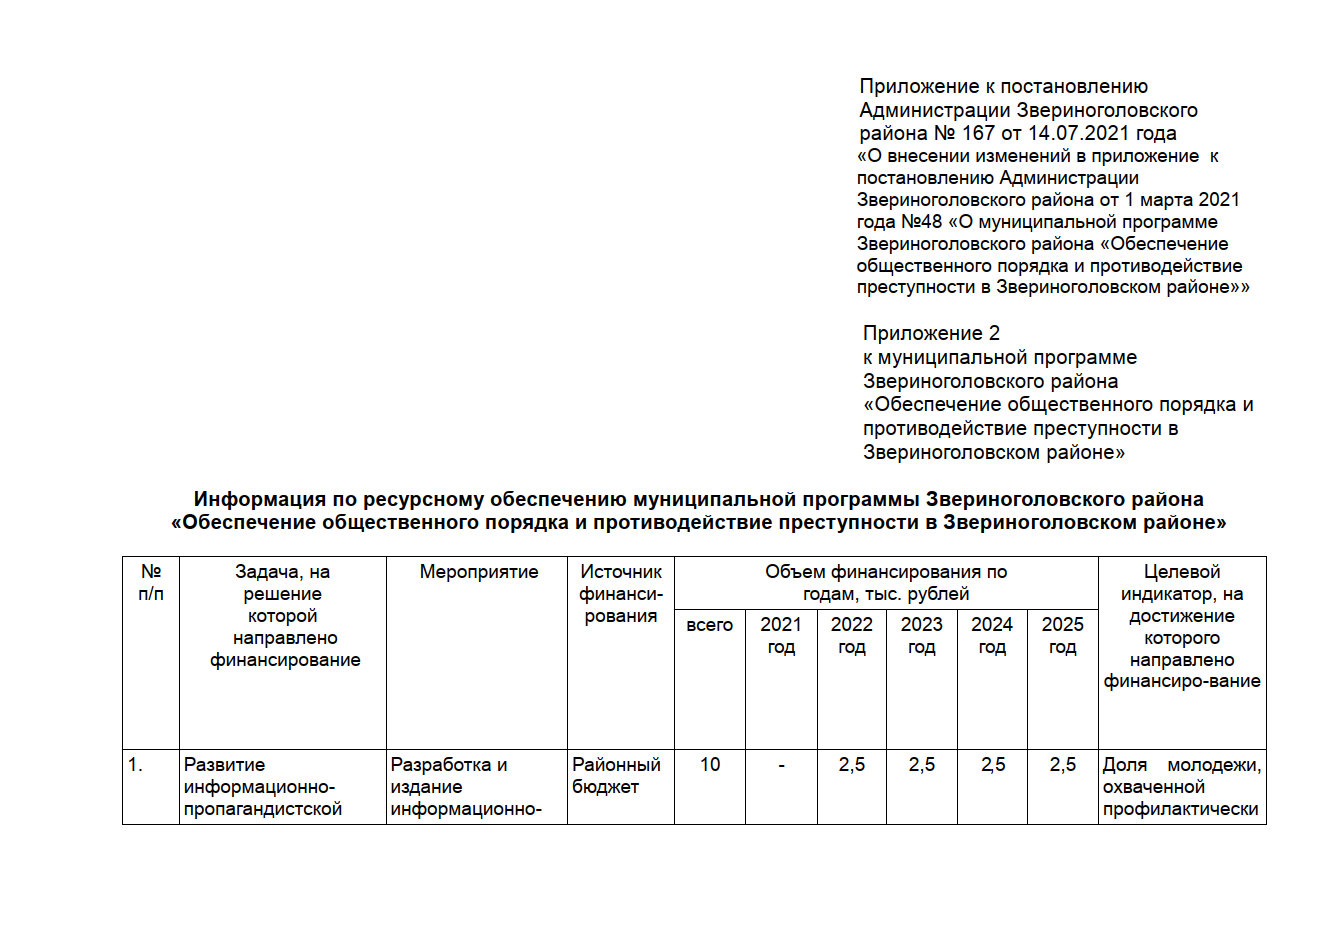 Приложение к постановлению
Администрации Звериноголовского
района № 167 от 14.07.2021 года
«О внесении изменений в приложение  к
постановлению Администрации
Звериноголовского района от 1 марта 2021
года №48 «О муниципальной программе
Звериноголовского района «Обеспечение
общественного порядка и противодействие
преступности в Звериноголовском районе»»
Приложение 2
к муниципальной программе
Звериноголовского района
«Обеспечение общественного порядка и
противодействие преступности в
Звериноголовском районе»
Информация по ресурсному обеспечению муниципальной программы Звериноголовского района
«Обеспечение общественного порядка и противодействие преступности в Звериноголовском районе»
№
п/п
Задача, на
решение
которой
направлено
финансирование
Мероприятие
Источник
финанси-
рования
Объем финансирования по
годам, тыс. рублей
всего
2021
год
2022
год
2023
год
2024
год
2025
год
Целевой
индикатор, на
достижение
которого
направлено
финансиро-вание
1.
Развитие
информационно-
пропагандистской
Разработка и
издание
информационно-
Районный
бюджет
10
-
2,5
2,5
2,5
2,5
Доля молодежи,
охваченной
профилактически